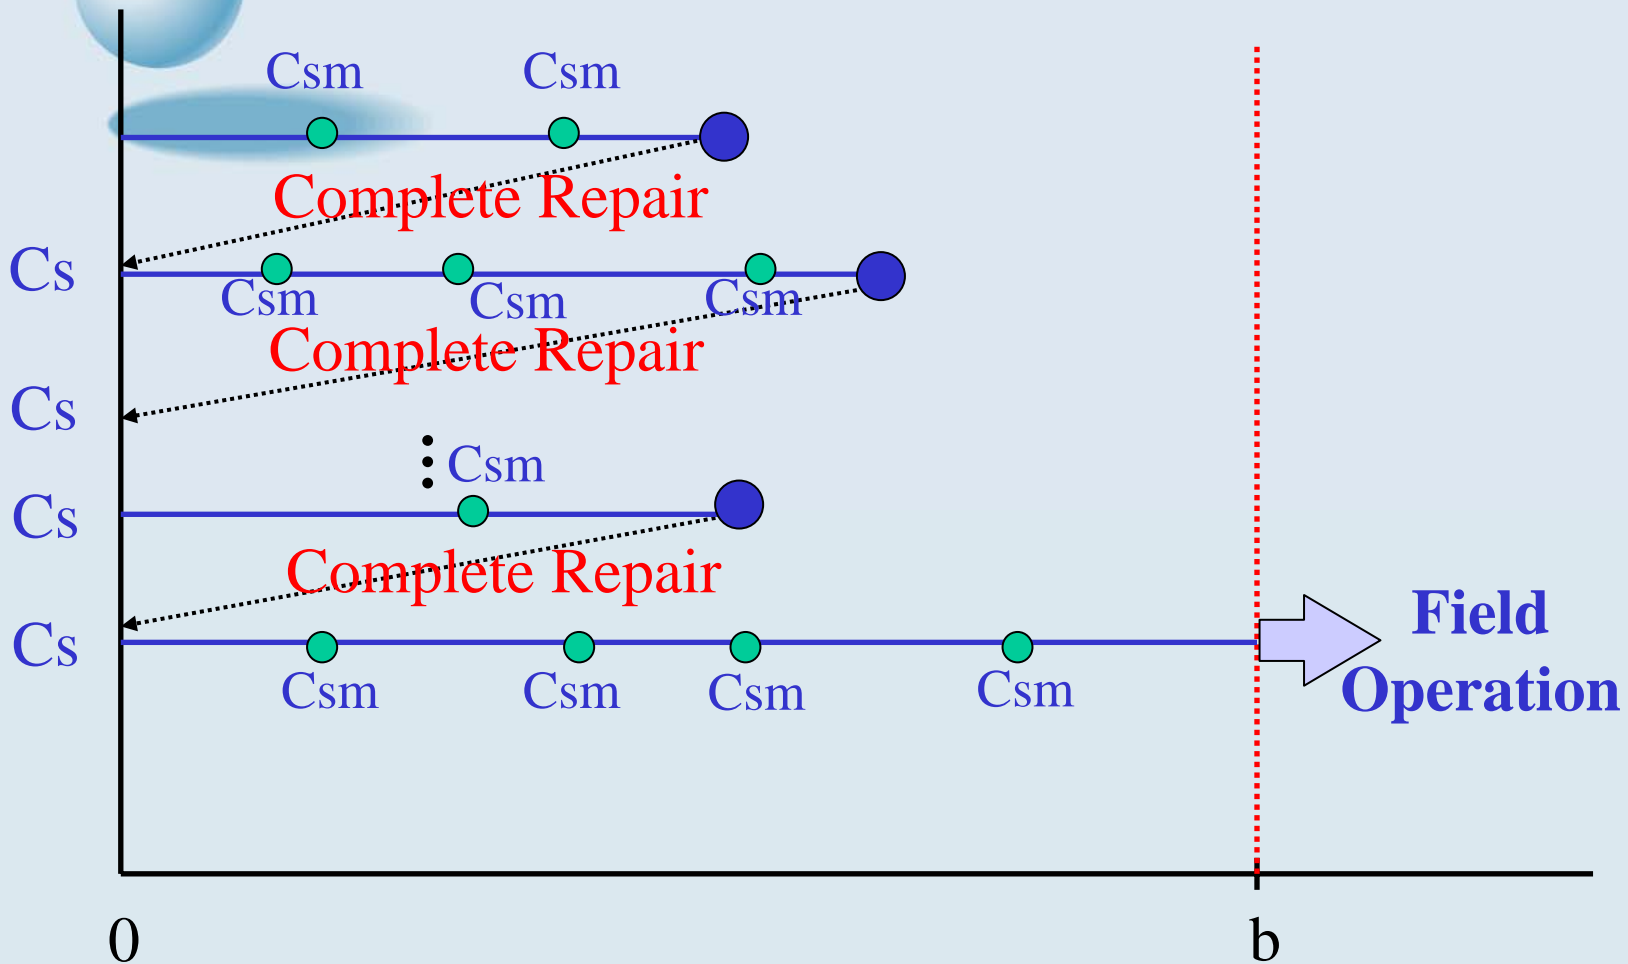 Csm Csm
Complete Repair
Cs
Csm Csm Csm
Complete Repair
Cs
Csm
Cs
Complete Repair
Field
Cs
Operation
Csm Csm Csm Csm
0 b